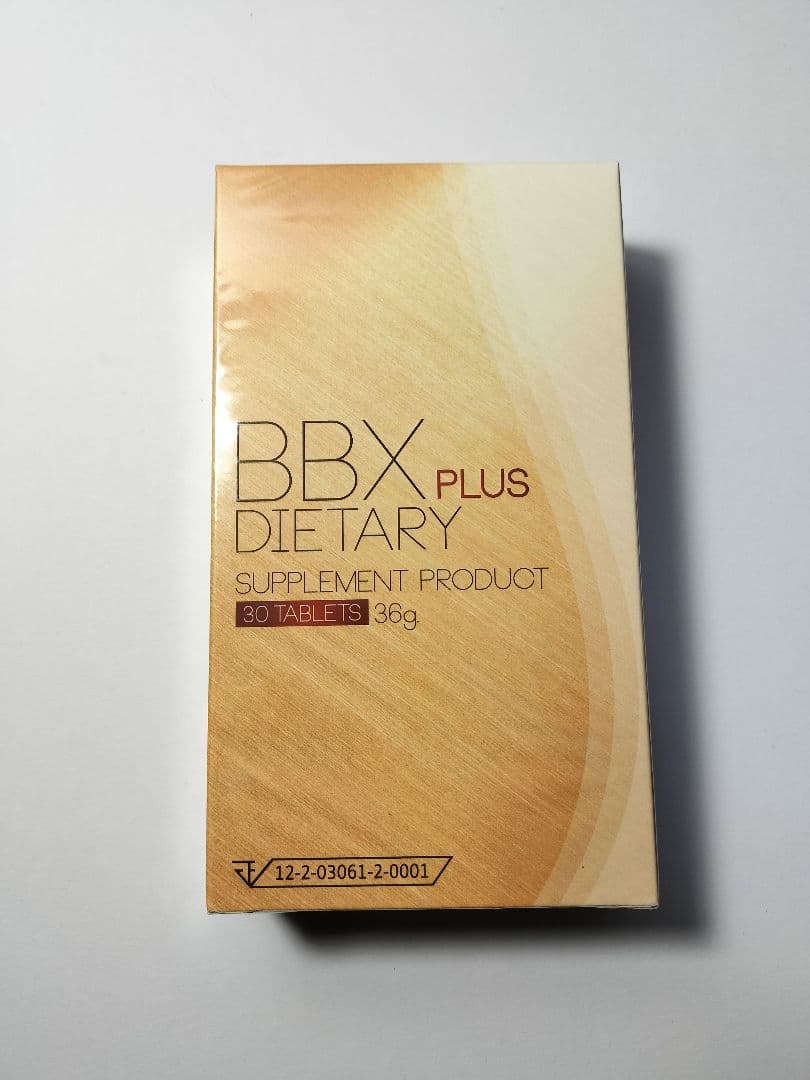 BBX PLUS
DIETARY
SUPPLEMENT PRODUCT
30 TABLETS 36g.
12-2-03061-2-0001